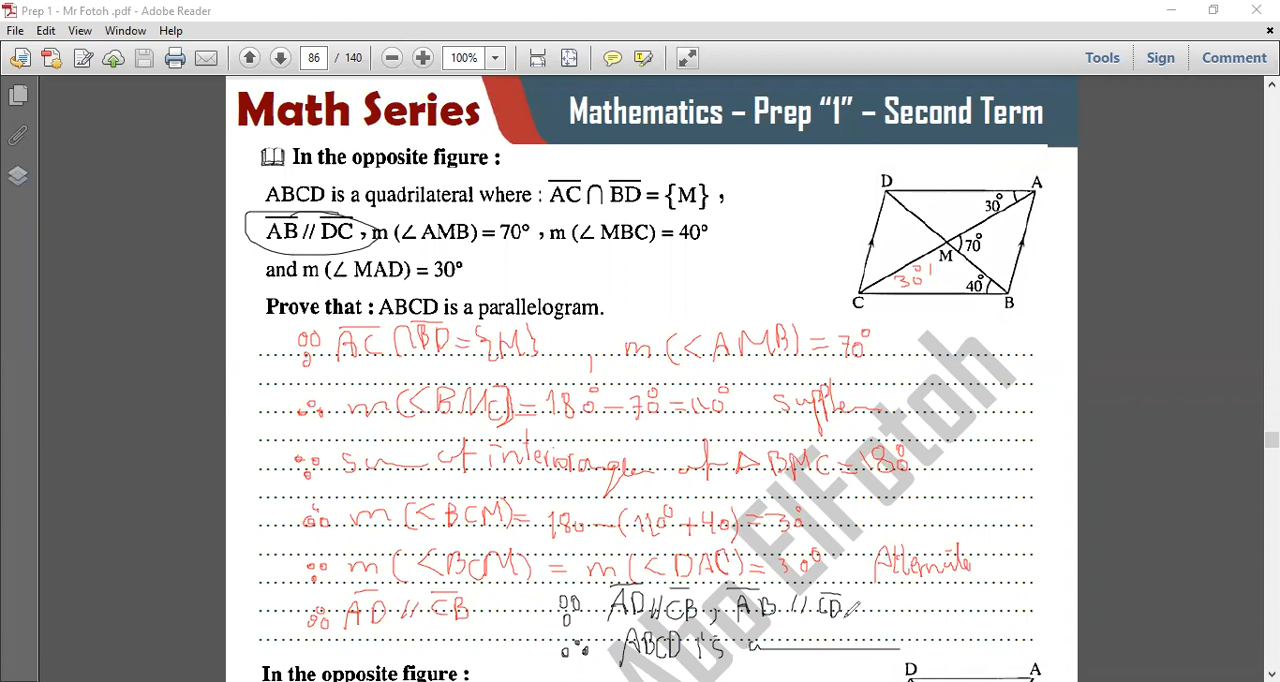 Prep 1 - Mr Fotoh .pdf - Adobe Reader
File Edit View Window Help
86 / 140 100% Tools Sign Comment
Math Series
Mathematics – Prep "1" – Second Term
In the opposite figure :
ABCD is a quadrilateral where : AC ∩ BD = {M} ,
AB // DC , m (∠ AMB) = 70° , m (∠ MBC) = 40°
and m (∠ MAD) = 30°
Prove that : ABCD is a parallelogram.
D A
30°
70°
M
30°
40°
C B
∵ AC ∩ BD = {M} , m (< AMB) = 70°
∴ m (< BMC) = 180° – 70° = 110° supplem
∵ sum of interior angles of △ BMC = 180°
∴ m (< BCM) = 180 – (110° + 40) = 30°
∵ m (< BCM) = m (< DAC) = 30° Alternate
∴ AD // CB ∵ AD // CB , AB // CD
∴ ABCD is a
Abo ElFotoh
In the opposite figure :
D A